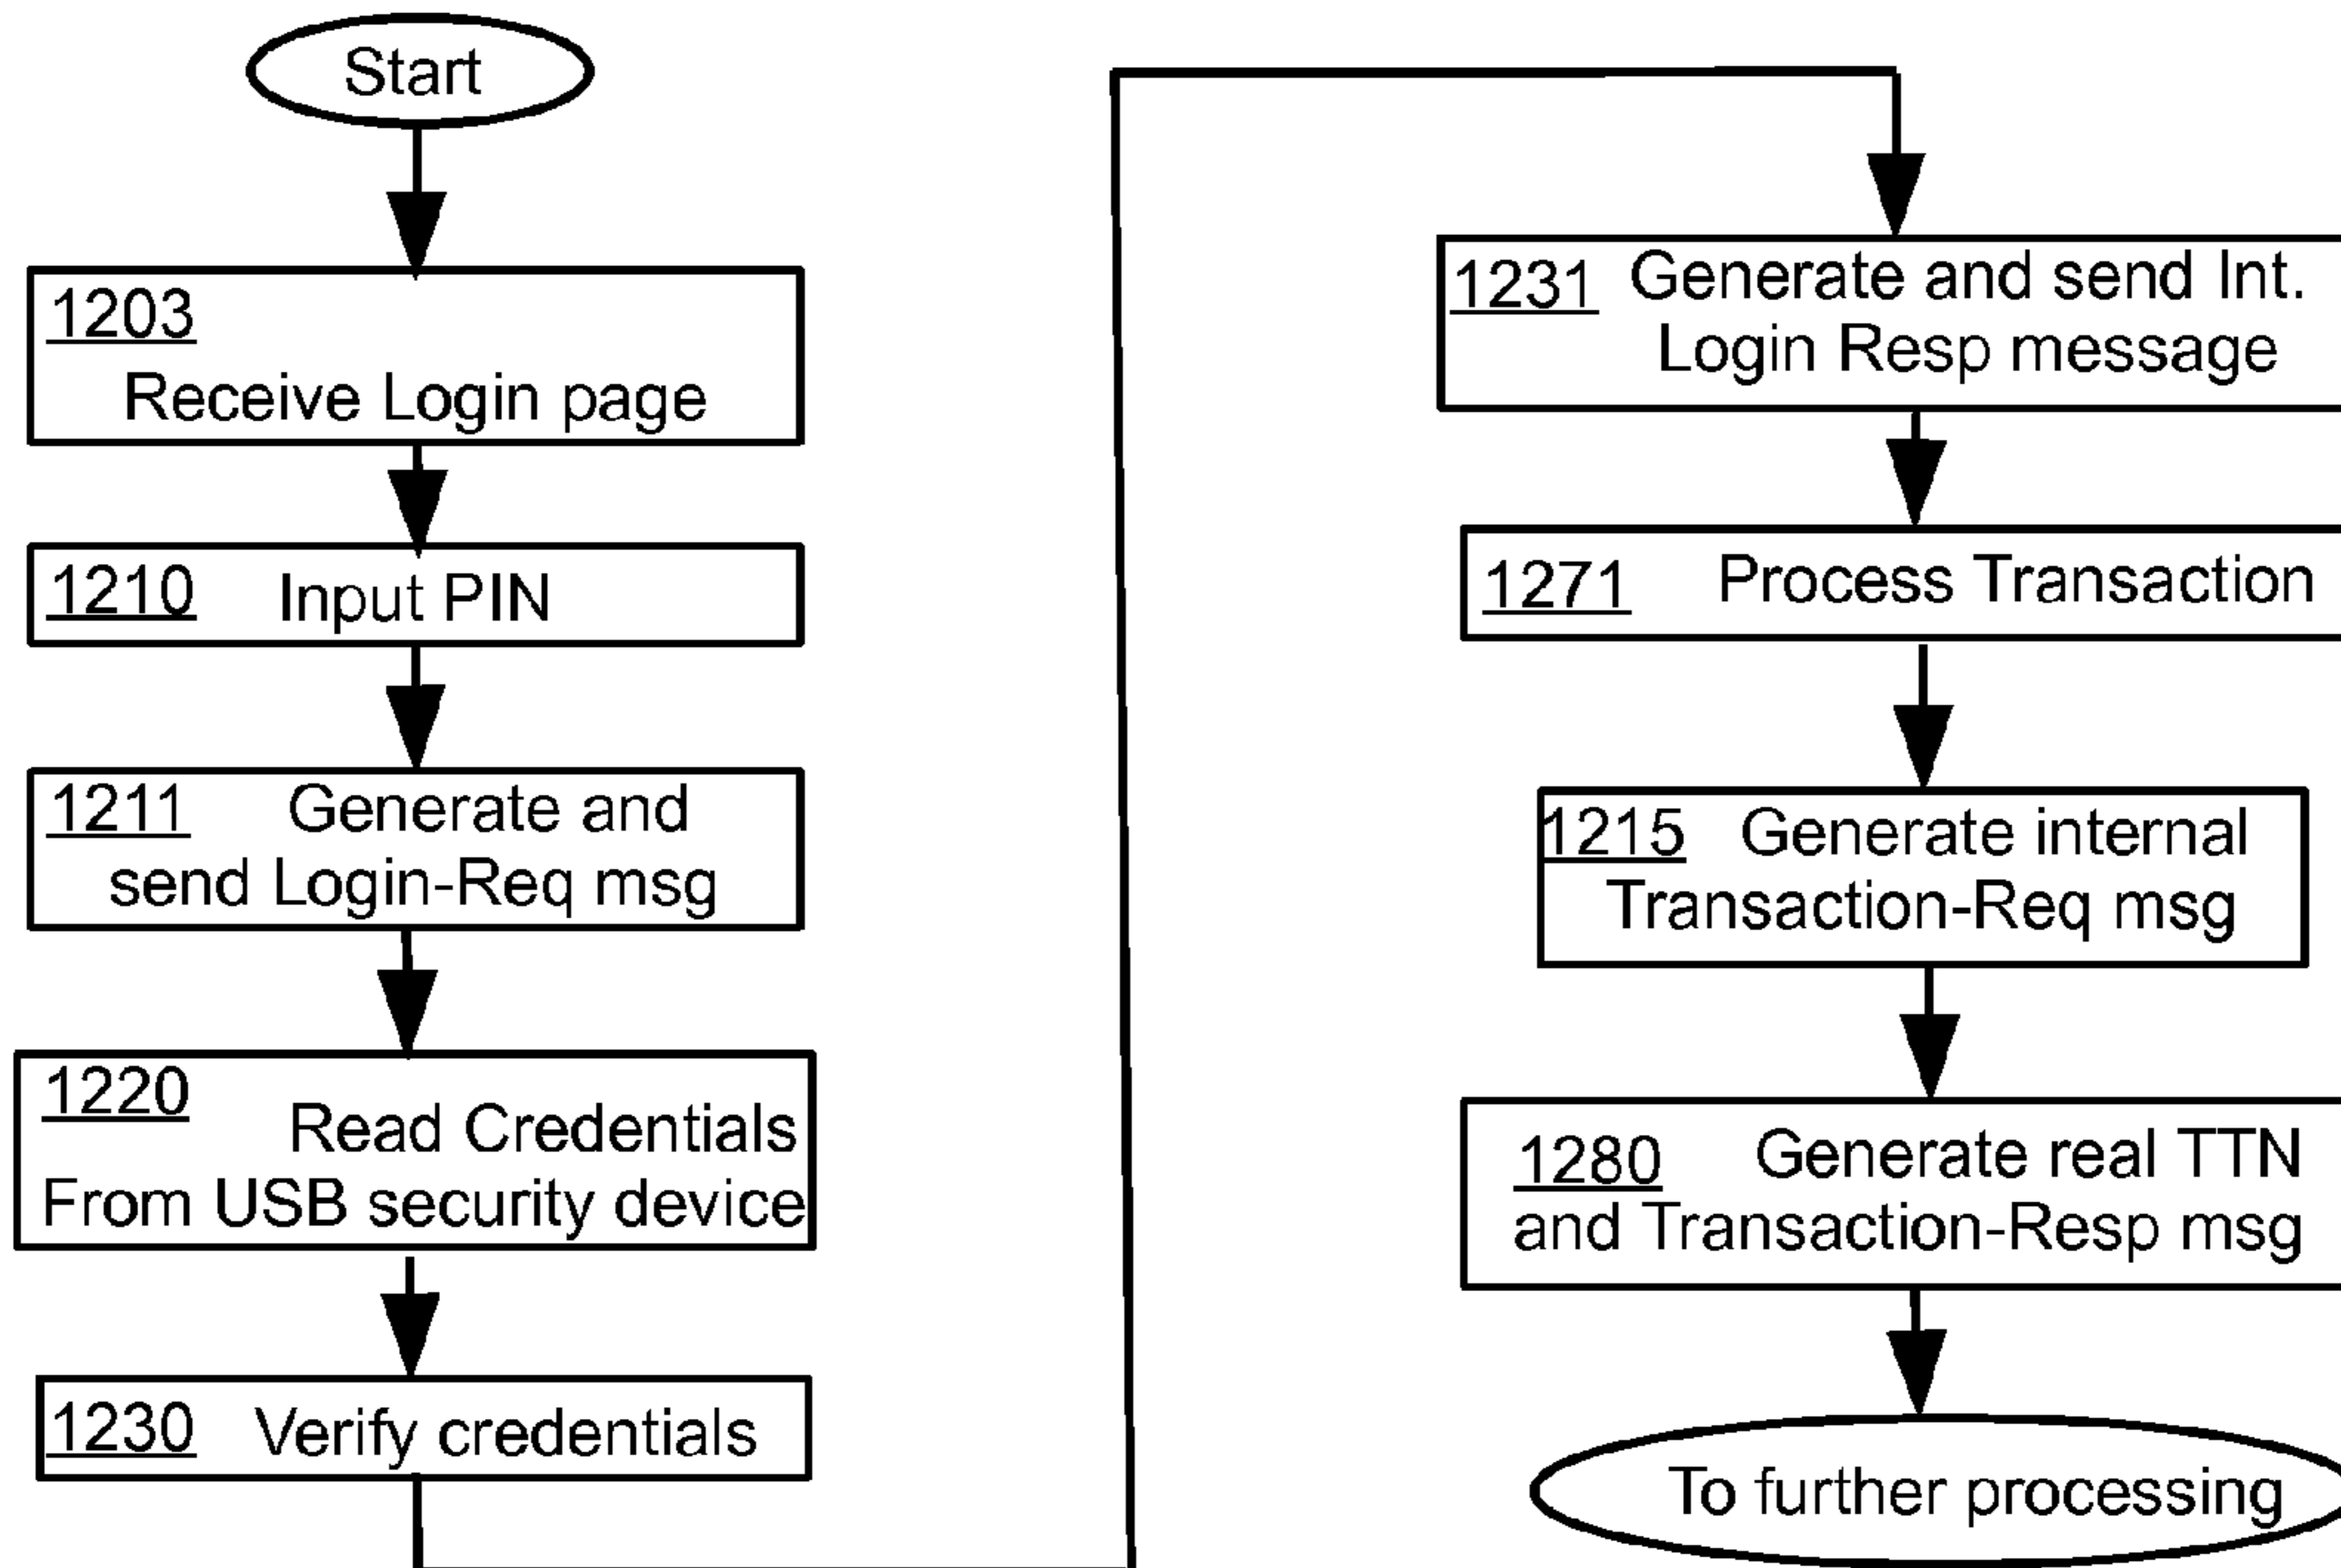 Start
1203
Receive Login page
1210 Input PIN
1211 Generate and
send Login-Req msg
1220
Read Credentials
From USB security device
1230 Verify credentials
1231 Generate and send Int.
Login Resp message
1271 Process Transaction
1215 Generate internal
Transaction-Req msg
1280 Generate real TTN
and Transaction-Resp msg
To further processing